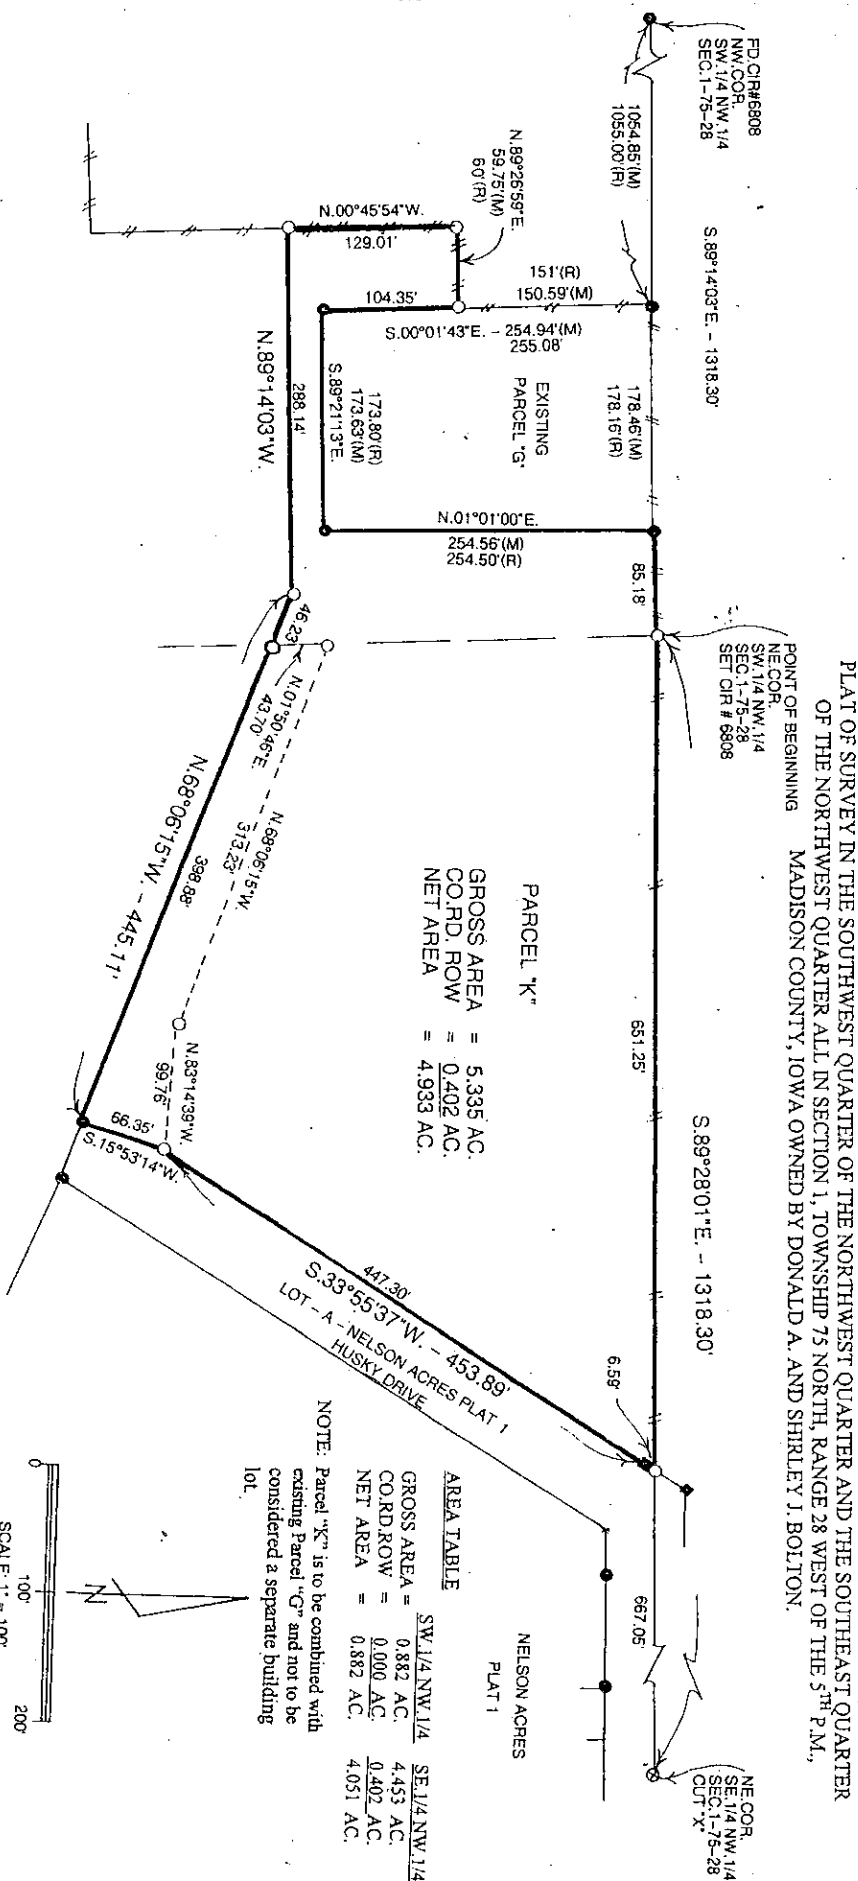 PLAT OF SURVEY IN THE SOUTHWEST QUARTER OF THE NORTHWEST QUARTER AND THE SOUTHEAST QUARTER
OF THE NORTHWEST QUARTER ALL IN SECTION 1, TOWNSHIP 75 NORTH, RANGE 28 WEST OF THE 5TH P.M.,
MADISON COUNTY, IOWA OWNED BY DONALD A. AND SHIRLEY J. BOLTON.
FD.CIR#6808
NW.COR.
SW.1/4 NW.1/4
SEC.1-75-28
S.89°14'03"E. - 1318.30'
1054.85'(M)
1055.00'(R)
178.46'(M)
178.16'(R)
85.18'
POINT OF BEGINNING
NE.COR.
SW.1/4 NW.1/4
SEC.1-75-28
SET CIR # 6808
S.89°28'01"E. - 1318.30'
651.25'
6.59'
667.05'
NE.COR.
SE.1/4 NW.1/4
SEC.1-75-28
CUT "X"
N.89°26'59"E.
59.75'(M)
60'(R)
N.00°45'54"W.
129.01'
151'(R)
150.59'(M)
104.35'
S.00°01'43"E. - 254.94'(M)
255.08'
EXISTING
PARCEL "G"
173.80'(R)
173.63'(M)
S.89°21'13"E.
N.01°01'00"E.
254.56'(M)
254.50'(R)
288.14'
N.89°14'03"W.
46.23'
N.01°50'46"E.
43.70'
N.68°06'15"W.
313.23'
398.88'
N.68°06'15"W. - 445.11'
N.83°14'39"W.
99.76'
66.35'
S.15°53'14"W.
PARCEL "K"
GROSS AREA = 5.335 AC.
CO.RD. ROW = 0.402 AC.
NET AREA = 4.933 AC.
447.30'
S.33°55'37"W. - 453.89'
LOT - A - NELSON ACRES PLAT 1
HUSKY DRIVE
NELSON ACRES
PLAT 1
AREA TABLE
SW.1/4 NW.1/4 SE.1/4 NW.1/4
GROSS AREA = 0.882 AC. 4.453 AC.
CO.RD.ROW = 0.000 AC. 0.402 AC.
NET AREA = 0.882 AC. 4.051 AC.
NOTE: Parcel "K" is to be combined with
existing Parcel "G" and not to be
considered a separate building
lot.
N
0 100' 200'
SCALE: 1" = 100'